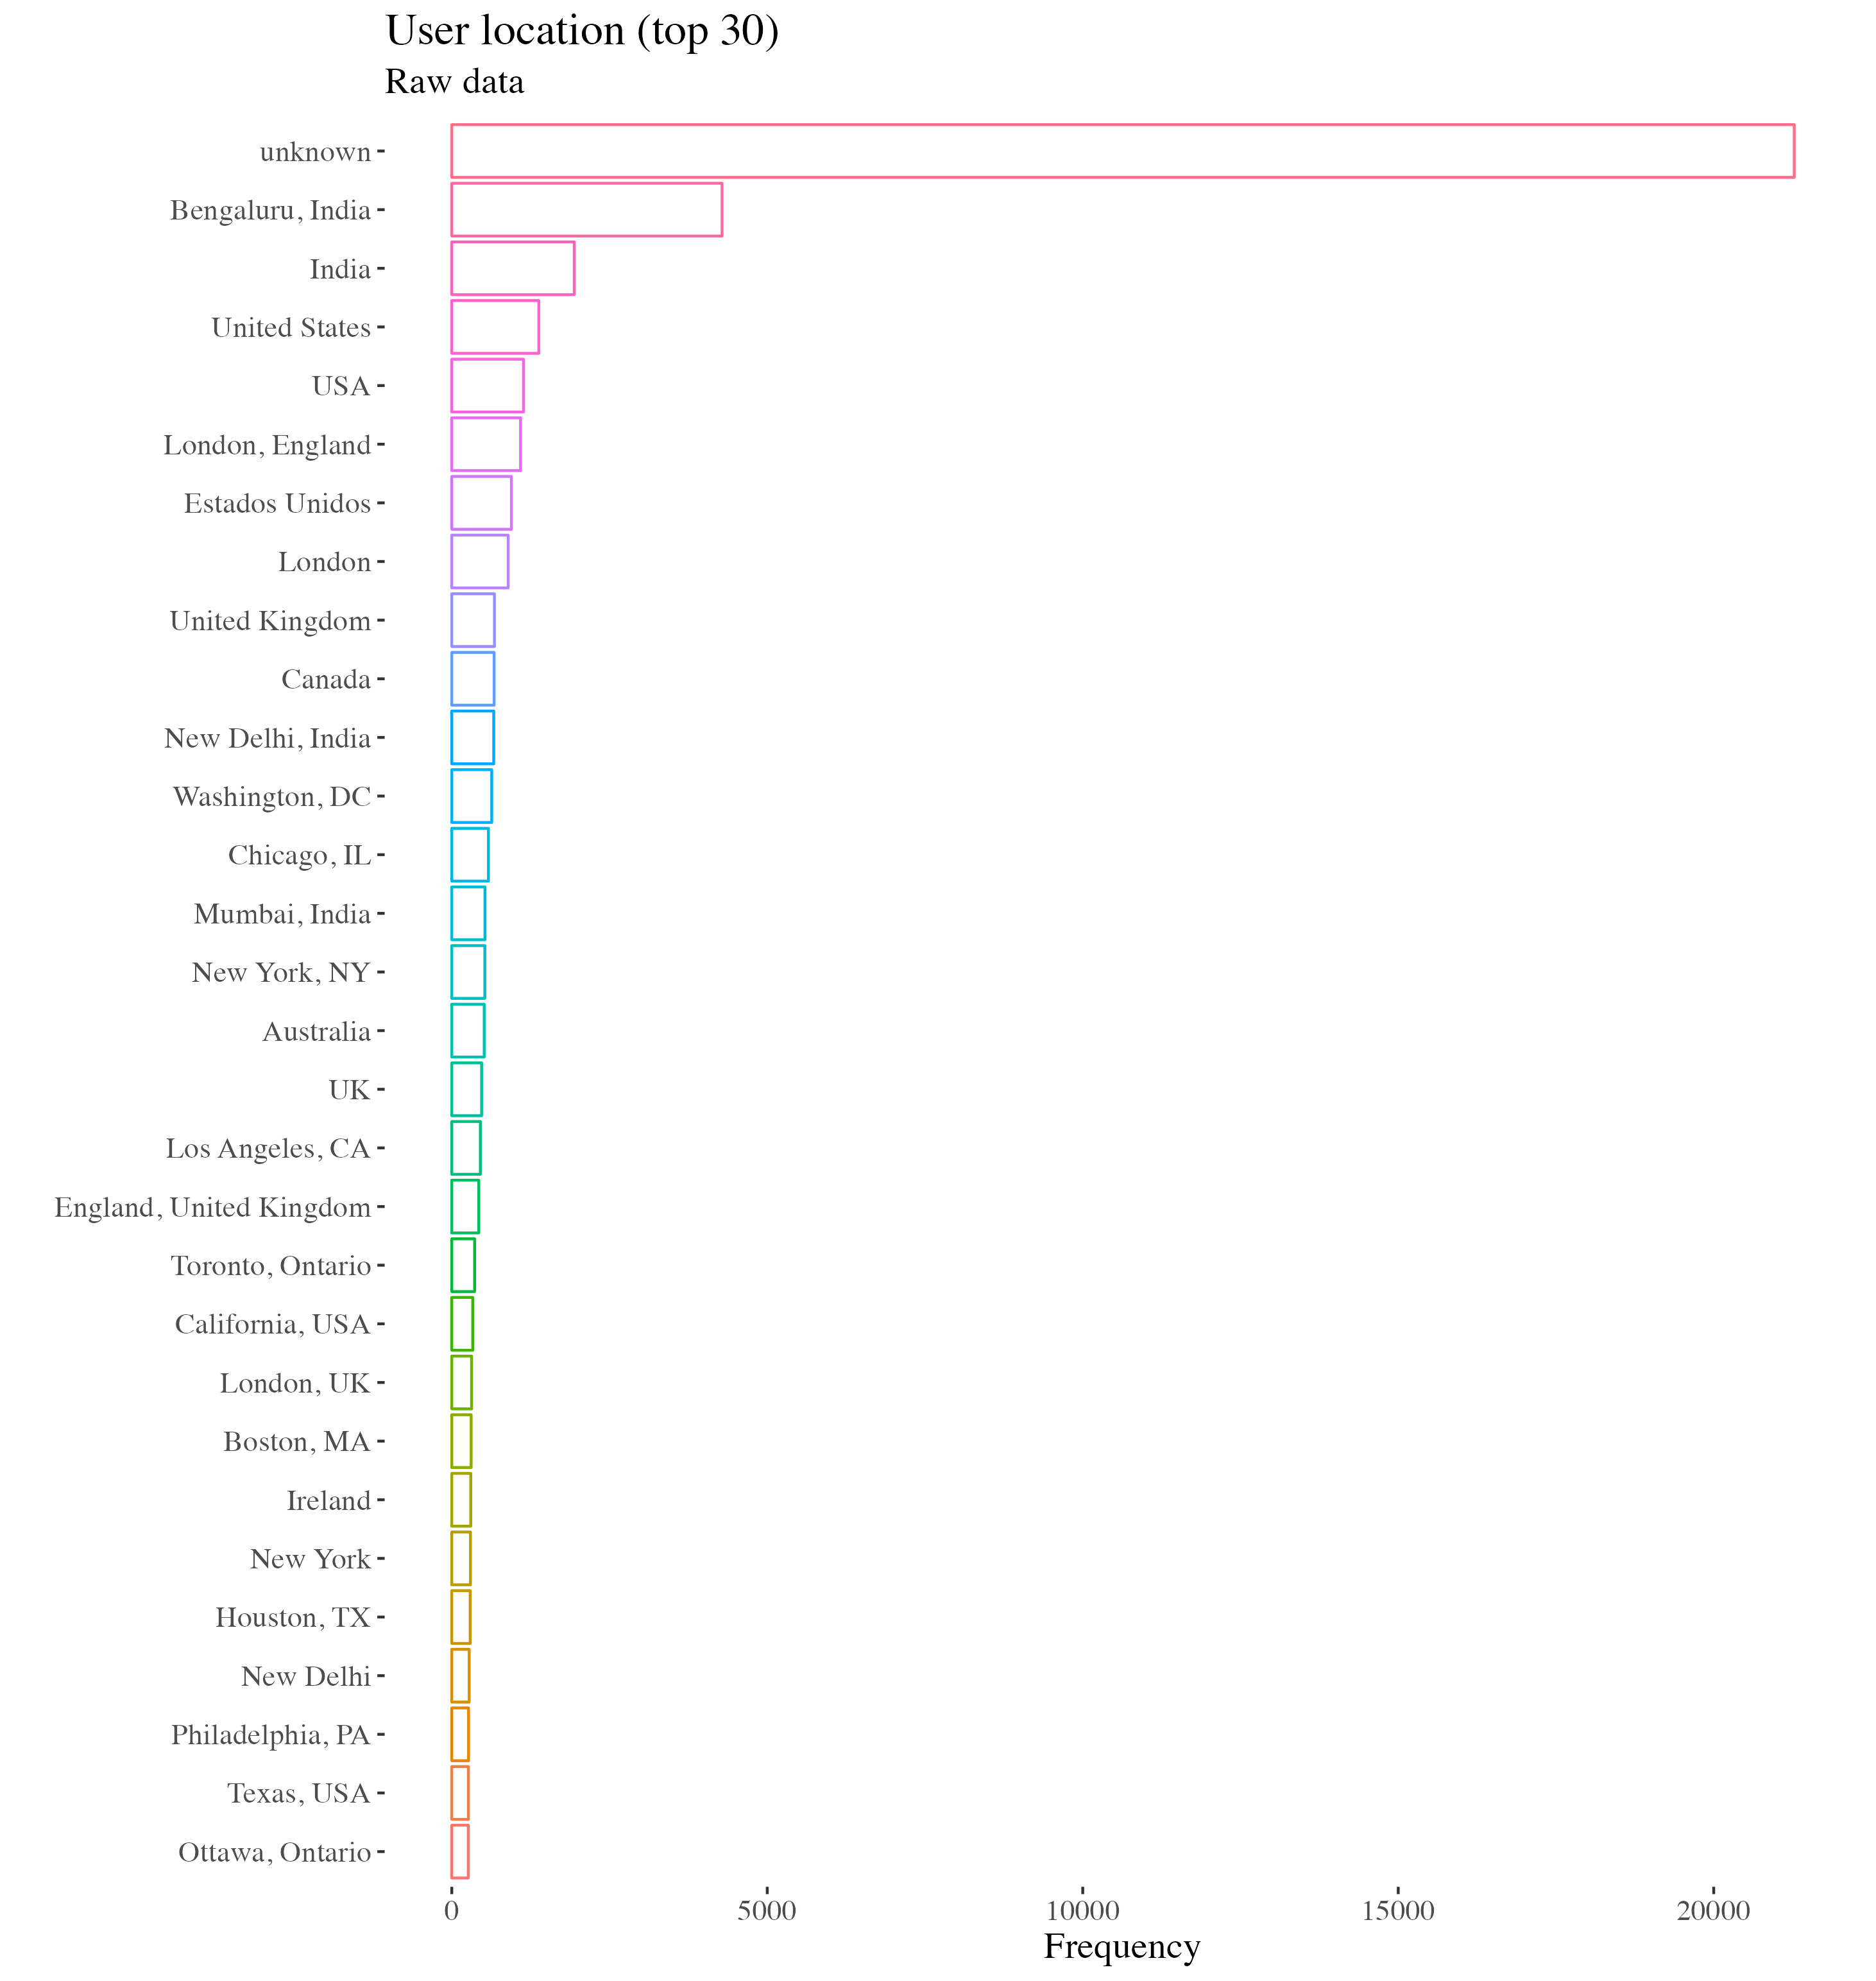 User location (top 30)
Raw data
unknown
Bengaluru, India
India
United States
USA
London, England
Estados Unidos
London
United Kingdom
Canada
New Delhi, India
Washington, DC
Chicago, IL
Mumbai, India
New York, NY
Australia
UK
Los Angeles, CA
England, United Kingdom
Toronto, Ontario
California, USA
London, UK
Boston, MA
Ireland
New York
Houston, TX
New Delhi
Philadelphia, PA
Texas, USA
Ottawa, Ontario
0 5000 10000 15000 20000
Frequency